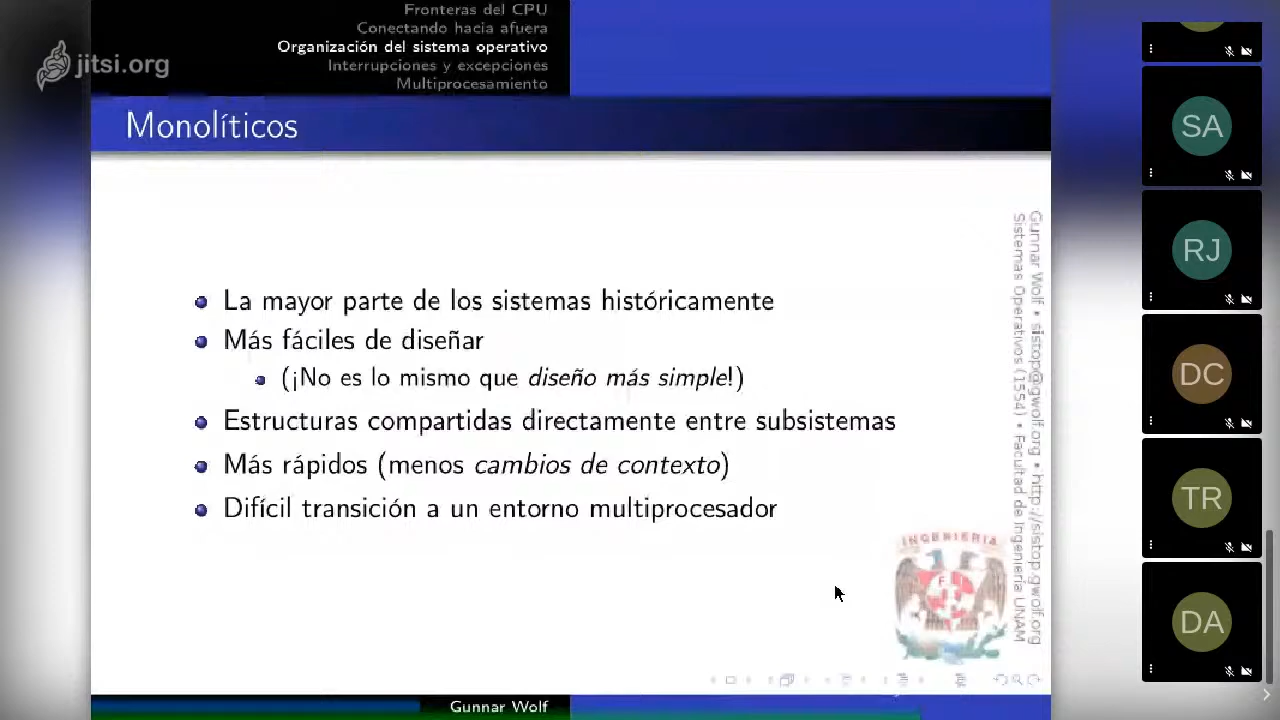 Fronteras del CPU
Conectando hacia afuera
Organización del sistema operativo
Interrupciones y excepciones
Multiprocesamiento
jitsi.org
Monolíticos
La mayor parte de los sistemas históricamente
Más fáciles de diseñar
(¡No es lo mismo que diseño más simple!)
Estructuras compartidas directamente entre subsistemas
Más rápidos (menos cambios de contexto)
Difícil transición a un entorno multiprocesador
Gunnar Wolf • sistop@gwolf.org • http://sistop.gwolf.org
Sistemas Operativos (1554) • Facultad de Ingeniería UNAM
INGENIERIA
Gunnar Wolf
SA
RJ
DC
TR
DA